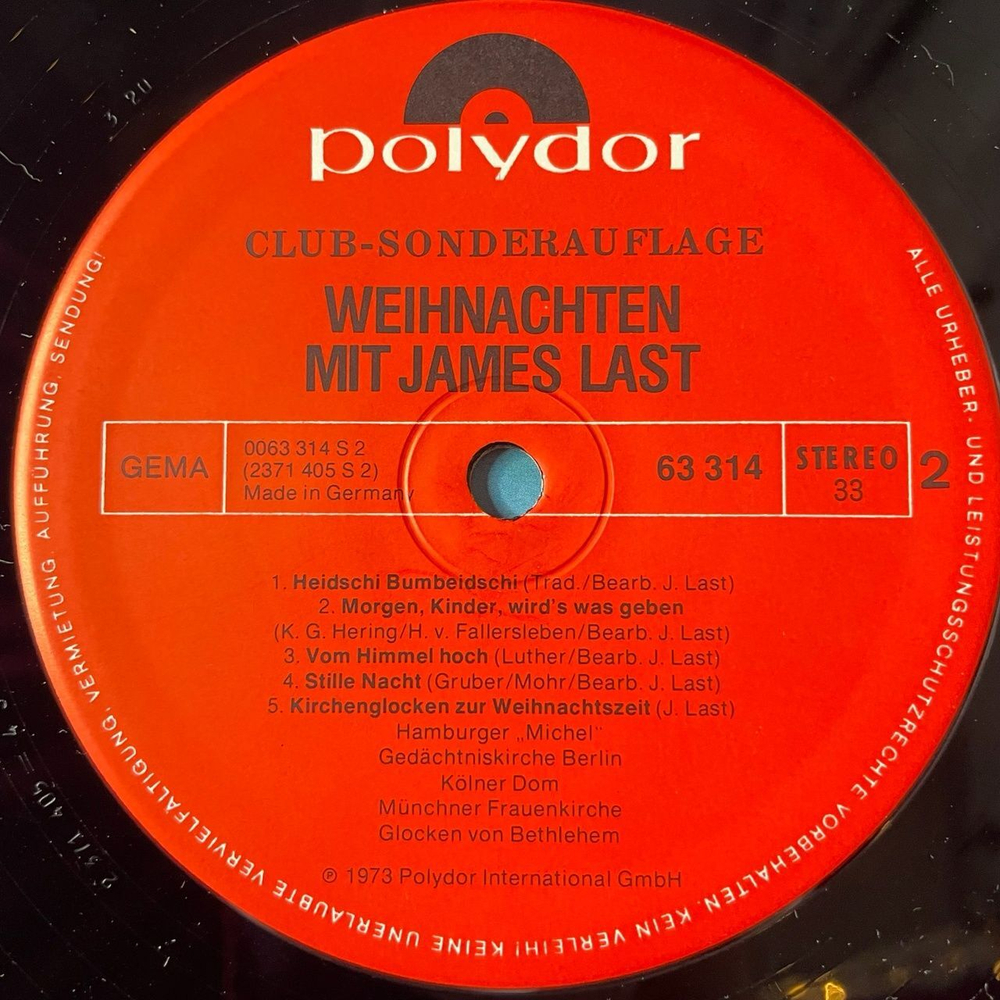 polydor
CLUB-SONDERAUFLAGE
WEIHNACHTEN
MIT JAMES LAST
GEMA
0063 314 S 2
(2371 405 S 2)
Made in Germany
63 314
STEREO
33
2
1. Heidschi Bumbeidschi (Trad./Bearb. J. Last)
2. Morgen, Kinder, wird's was geben
(K. G. Hering/H. v. Fallersleben/Bearb. J. Last)
3. Vom Himmel hoch (Luther/Bearb. J. Last)
4. Stille Nacht (Gruber/Mohr/Bearb. J. Last)
5. Kirchenglocken zur Weihnachtszeit (J. Last)
Hamburger „Michel"
Gedächtniskirche Berlin
Kölner Dom
Münchner Frauenkirche
Glocken von Bethlehem
℗ 1973 Polydor International GmbH
ALLE URHEBER- UND LEISTUNGSSCHUTZRECHTE VORBEHALTEN. KEIN VERLEIH! KEINE UNERLAUBTE VERVIELFÄLTIGUNG, VERMIETUNG, AUFFÜHRUNG, SENDUNG!